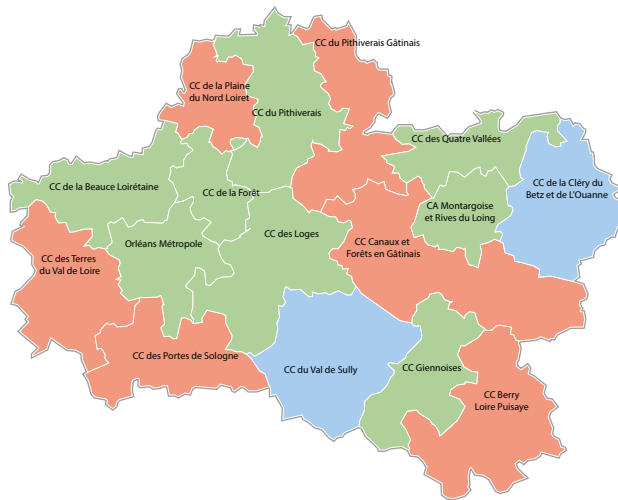 CC du Pithiverais Gâtinais
CC de la Plaine
du Nord Loiret
CC du Pithiverais
CC des Quatre Vallées
CC de la Beauce Loirétaine
CC de la Forêt
CC de la Cléry du
Betz et de L'Ouanne
CA Montargoise
et Rives du Loing
Orléans Métropole
CC des Loges
CC Canaux et
Forêts en Gâtinais
CC des Terres
du Val de Loire
CC des Portes de Sologne
CC du Val de Sully
CC Giennoises
CC Berry
Loire Puisaye